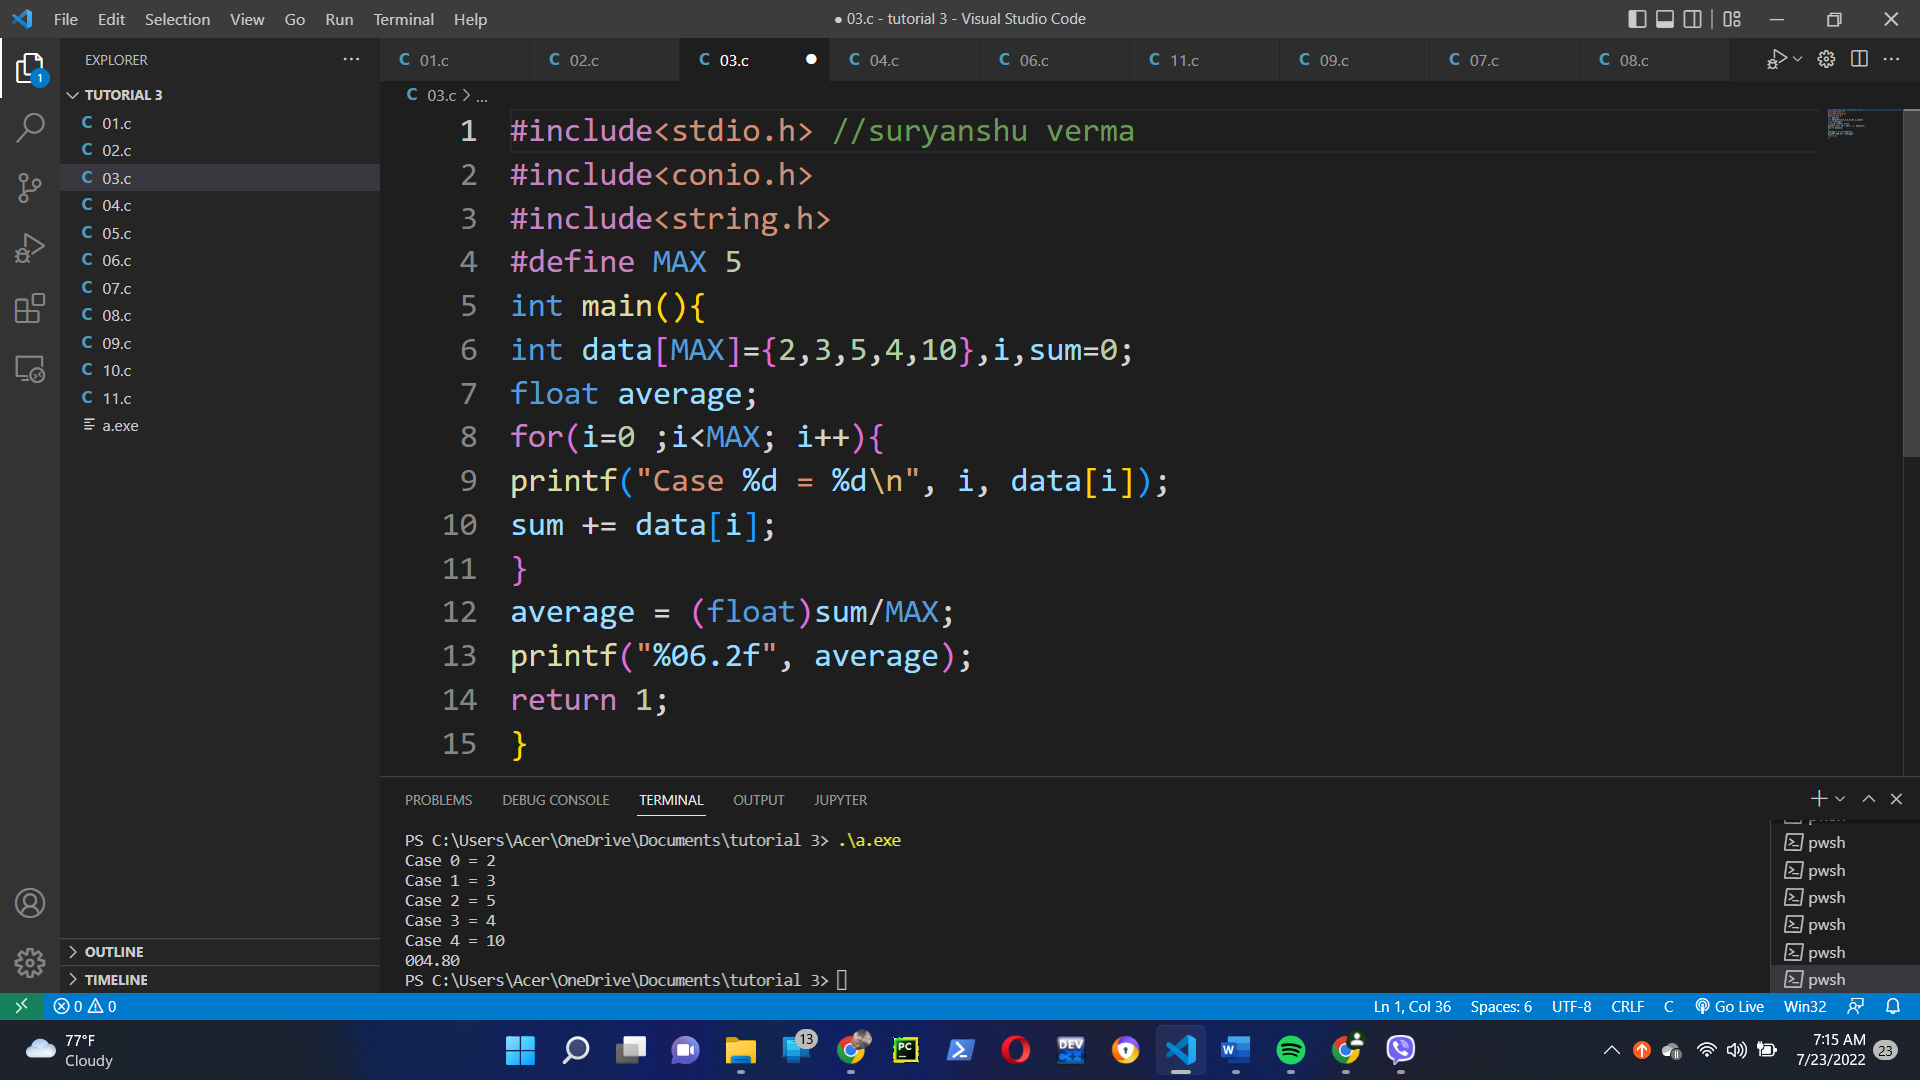 File Edit Selection View Go Run Terminal Help
● 03.c - tutorial 3 - Visual Studio Code
EXPLORER
1
TUTORIAL 3
C 01.c
C 02.c
C 03.c
C 04.c
C 05.c
C 06.c
C 07.c
C 08.c
C 09.c
C 10.c
C 11.c
a.exe
OUTLINE
TIMELINE
C 01.c C 02.c C 03.c C 04.c C 06.c C 11.c C 09.c C 07.c C 08.c
C 03.c > ...
1 #include<stdio.h> //suryanshu verma
2 #include<conio.h>
3 #include<string.h>
4 #define MAX 5
5 int main(){
6 int data[MAX]={2,3,5,4,10},i,sum=0;
7 float average;
8 for(i=0 ;i<MAX; i++){
9 printf("Case %d = %d\n", i, data[i]);
10 sum += data[i];
11 }
12 average = (float)sum/MAX;
13 printf("%06.2f", average);
14 return 1;
15 }
PROBLEMS DEBUG CONSOLE TERMINAL OUTPUT JUPYTER
PS C:\Users\Acer\OneDrive\Documents\tutorial 3> .\a.exe
Case 0 = 2
Case 1 = 3
Case 2 = 5
Case 3 = 4
Case 4 = 10
004.80
PS C:\Users\Acer\OneDrive\Documents\tutorial 3>
pwsh
pwsh
pwsh
pwsh
pwsh
pwsh
0 0 Ln 1, Col 36 Spaces: 6 UTF-8 CRLF C Go Live Win32
77°F
Cloudy
13
PC
DEV
W
7:15 AM
7/23/2022
23